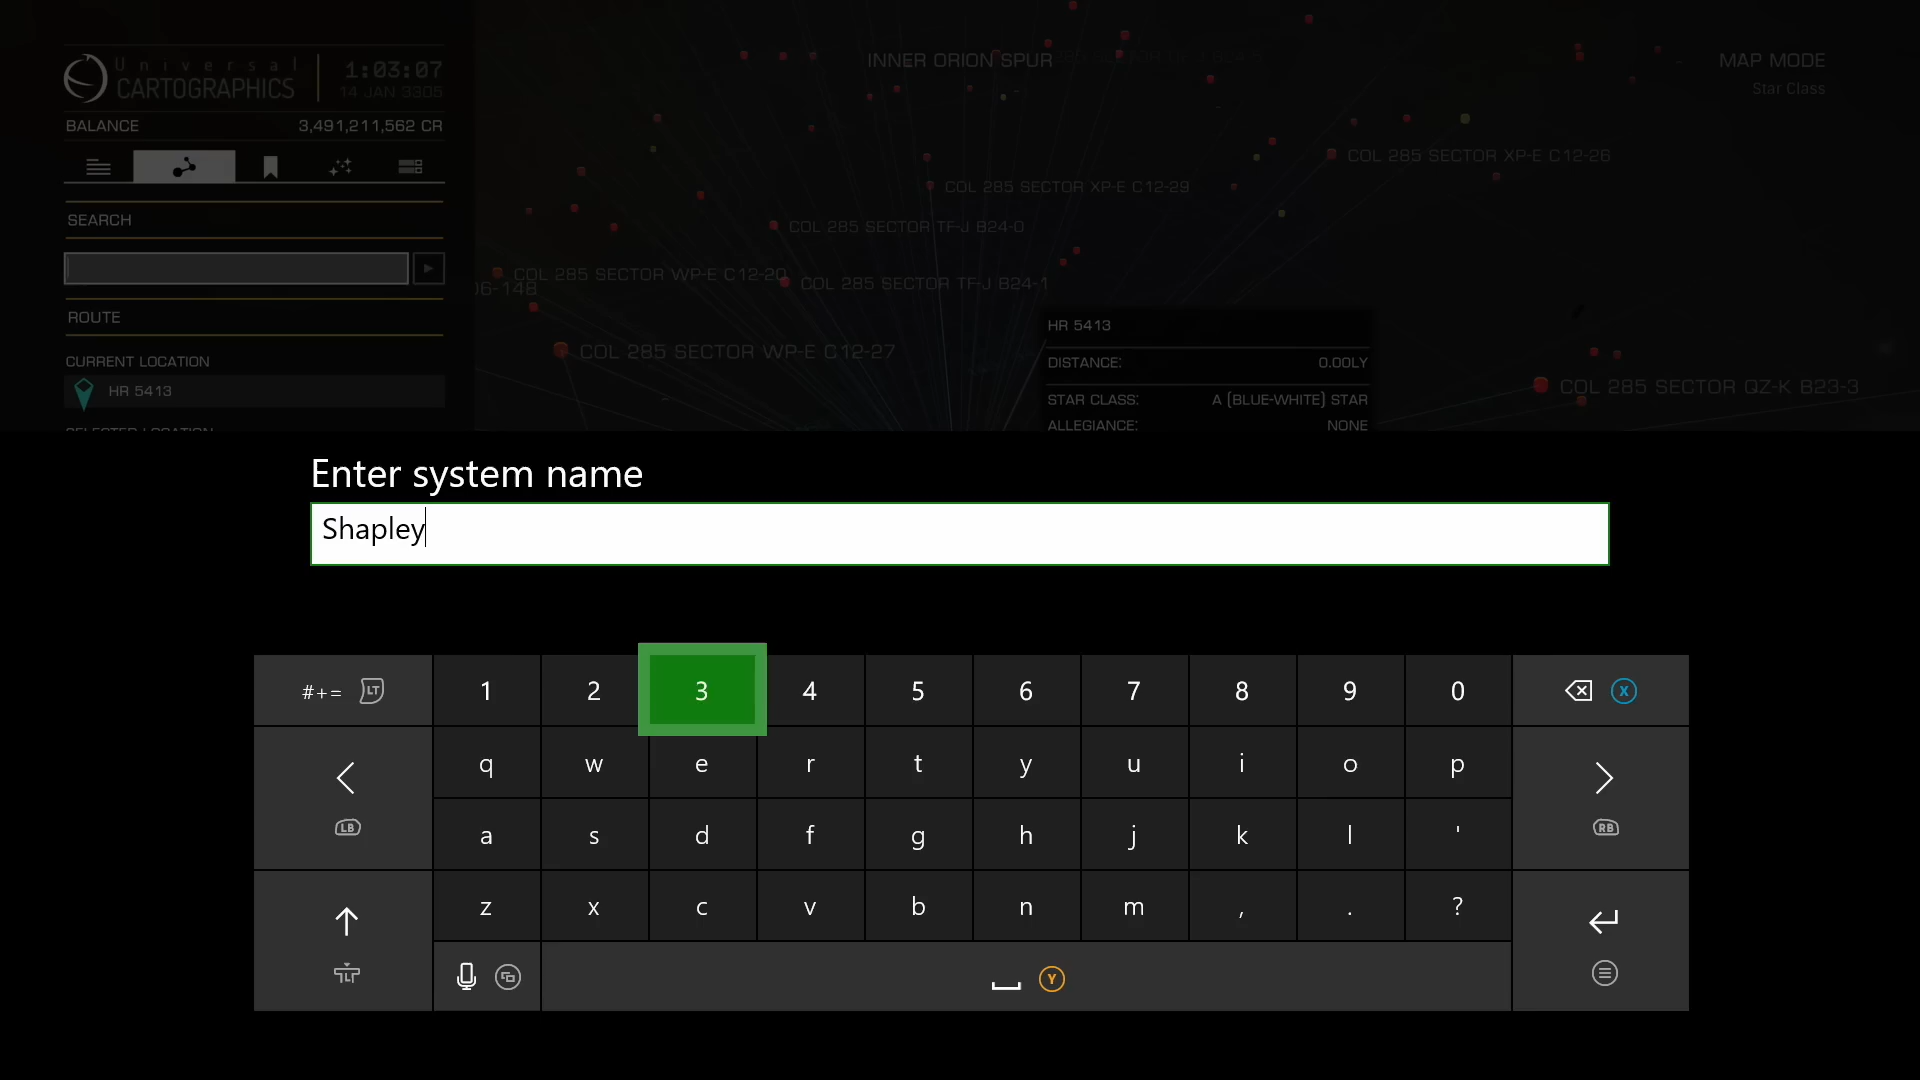 Universal
CARTOGRAPHICS
1:03:07
14 JAN 3305
BALANCE 3,491,211,562 CR
SEARCH
ROUTE
CURRENT LOCATION
HR 5413
INNER ORION SPUR
MAP MODE
Star Class
COL 285 SECTOR XP-E C12-26
COL 285 SECTOR XP-E C12-29
COL 285 SECTOR TF-J B24-0
COL 285 SECTOR WP-E C12-20
COL 285 SECTOR TF-J B24-1
COL 285 SECTOR WP-E C12-27
COL 285 SECTOR QZ-K B23-3
HR 5413
DISTANCE: 0.00LY
STAR CLASS: A (BLUE-WHITE) STAR
ALLEGIANCE: NONE
Enter system name
Shapley
#+= LT 1 2 3 4 5 6 7 8 9 0 X
q w e r t y u i o p
LB a s d f g h j k l ' RB
z x c v b n m , . ?
Y